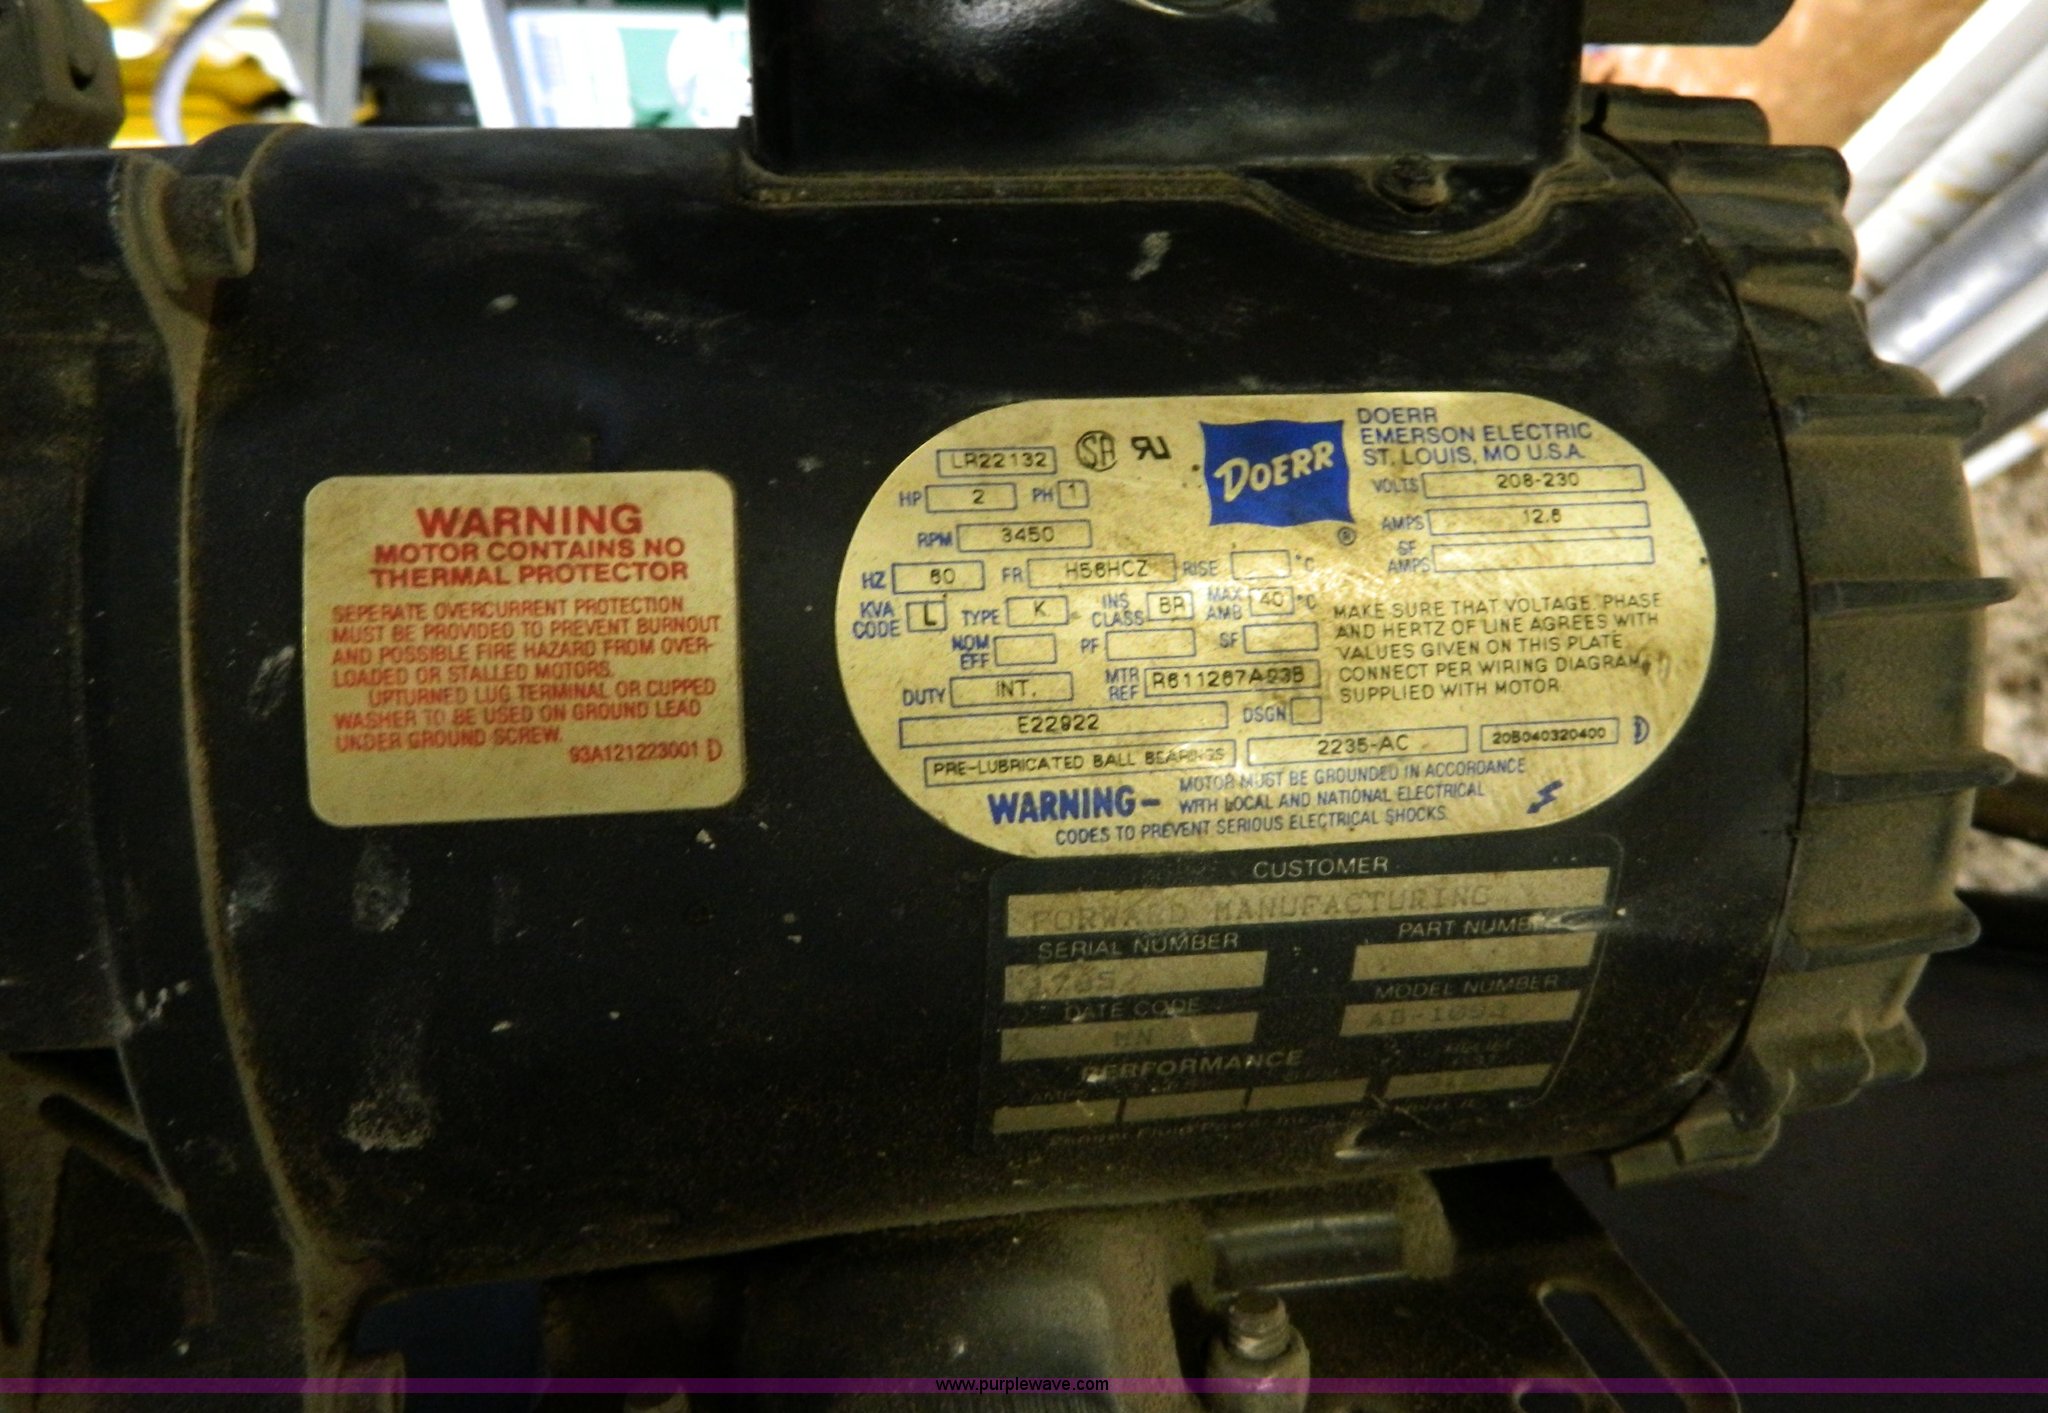 WARNING
MOTOR CONTAINS NO
THERMAL PROTECTOR
SEPERATE OVERCURRENT PROTECTION
MUST BE PROVIDED TO PREVENT BURNOUT
AND POSSIBLE FIRE HAZARD FROM OVER-
LOADED OR STALLED MOTORS.
UPTURNED LUG TERMINAL OR CUPPED
WASHER TO BE USED ON GROUND LEAD
UNDER GROUND SCREW.
93A121223001 D
LR22132 SA RU
DOERR ®
DOERR
EMERSON ELECTRIC
ST. LOUIS, MO U.S.A.
HP 2 PH 1
VOLTS 208-230
RPM 3450
AMPS 12.6
SF
AMPS
HZ 60 FR H56HCZ RISE °C
KVA CODE L TYPE K INS CLASS BR MAX AMB 40 °C
NOM EFF PF SF
DUTY INT. MTR REF R611267A23B
E22922 DSGN
MAKE SURE THAT VOLTAGE, PHASE
AND HERTZ OF LINE AGREES WITH
VALUES GIVEN ON THIS PLATE
CONNECT PER WIRING DIAGRAM
SUPPLIED WITH MOTOR.
PRE-LUBRICATED BALL BEARINGS 2235-AC 20B040320400 D
WARNING- MOTOR MUST BE GROUNDED IN ACCORDANCE
WITH LOCAL AND NATIONAL ELECTRICAL
CODES TO PREVENT SERIOUS ELECTRICAL SHOCKS.
CUSTOMER
FORWARD MANUFACTURING
SERIAL NUMBER PART NUMBER
DATE CODE MODEL NUMBER
MN
PERFORMANCE
www.purplewave.com